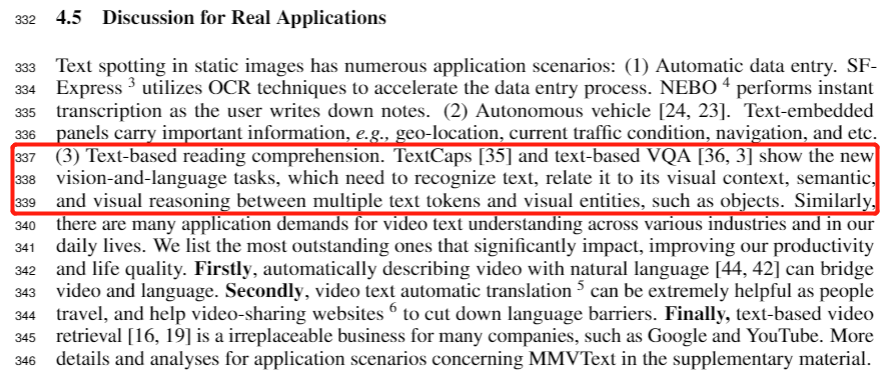 332 4.5 Discussion for Real Applications
333 Text spotting in static images has numerous application scenarios: (1) Automatic data entry. SF-
334 Express 3 utilizes OCR techniques to accelerate the data entry process. NEBO 4 performs instant
335 transcription as the user writes down notes. (2) Autonomous vehicle [24, 23]. Text-embedded
336 panels carry important information, e.g., geo-location, current traffic condition, navigation, and etc.
337 (3) Text-based reading comprehension. TextCaps [35] and text-based VQA [36, 3] show the new
338 vision-and-language tasks, which need to recognize text, relate it to its visual context, semantic,
339 and visual reasoning between multiple text tokens and visual entities, such as objects. Similarly,
340 there are many application demands for video text understanding across various industries and in our
341 daily lives. We list the most outstanding ones that significantly impact, improving our productivity
342 and life quality. Firstly, automatically describing video with natural language [44, 42] can bridge
343 video and language. Secondly, video text automatic translation 5 can be extremely helpful as people
344 travel, and help video-sharing websites 6 to cut down language barriers. Finally, text-based video
345 retrieval [16, 19] is a irreplaceable business for many companies, such as Google and YouTube. More
346 details and analyses for application scenarios concerning MMVText in the supplementary material.